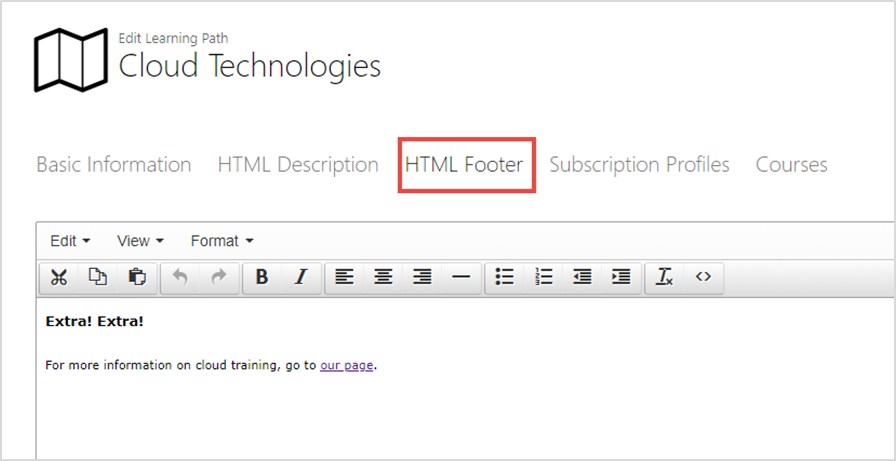 Edit Learning Path
Cloud Technologies
Basic Information HTML Description HTML Footer Subscription Profiles Courses
Edit View Format
B I
Extra! Extra!
For more information on cloud training, go to our page.